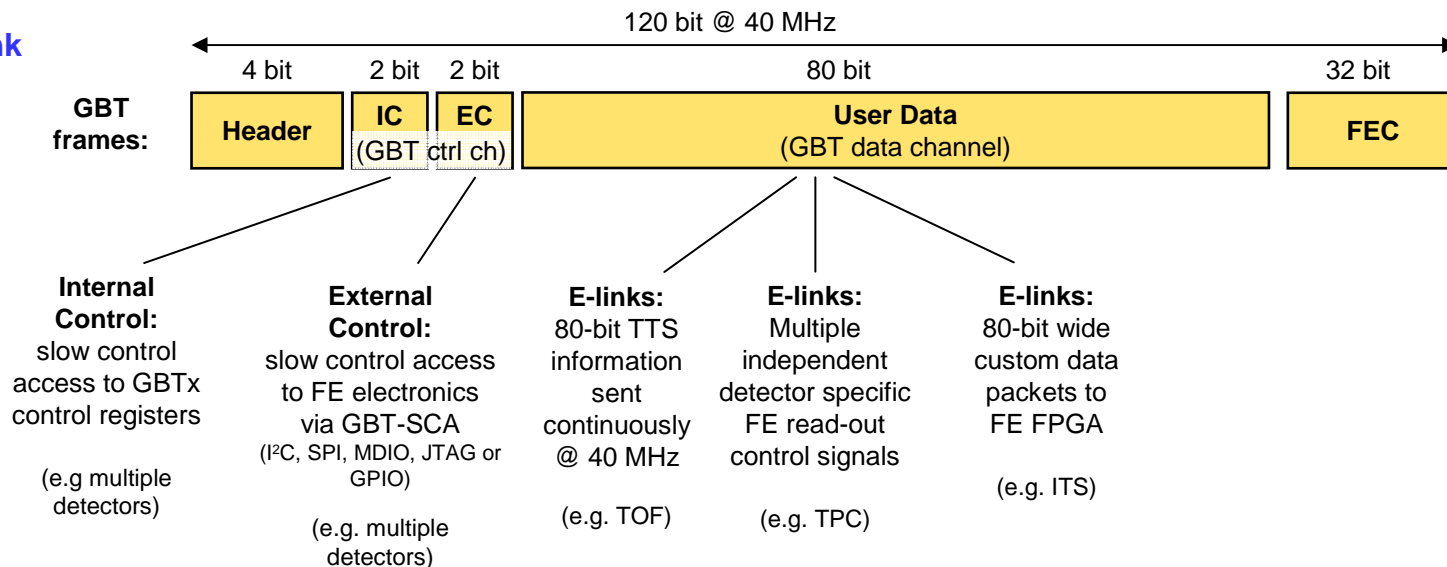 120 bit @ 40 MHz
4 bit 2 bit 2 bit 80 bit 32 bit
GBT
frames:
Header
IC
EC
(GBT ctrl ch)
User Data
(GBT data channel)
FEC
Internal
Control:
slow control
access to GBTx
control registers
(e.g multiple
detectors)
External
Control:
slow control access
to FE electronics
via GBT-SCA
(I²C, SPI, MDIO, JTAG or
GPIO)
(e.g. multiple
detectors)
E-links:
80-bit TTS
information
sent
continuously
@ 40 MHz
(e.g. TOF)
E-links:
Multiple
independent
detector specific
FE read-out
control signals
(e.g. TPC)
E-links:
80-bit wide
custom data
packets to
FE FPGA
(e.g. ITS)